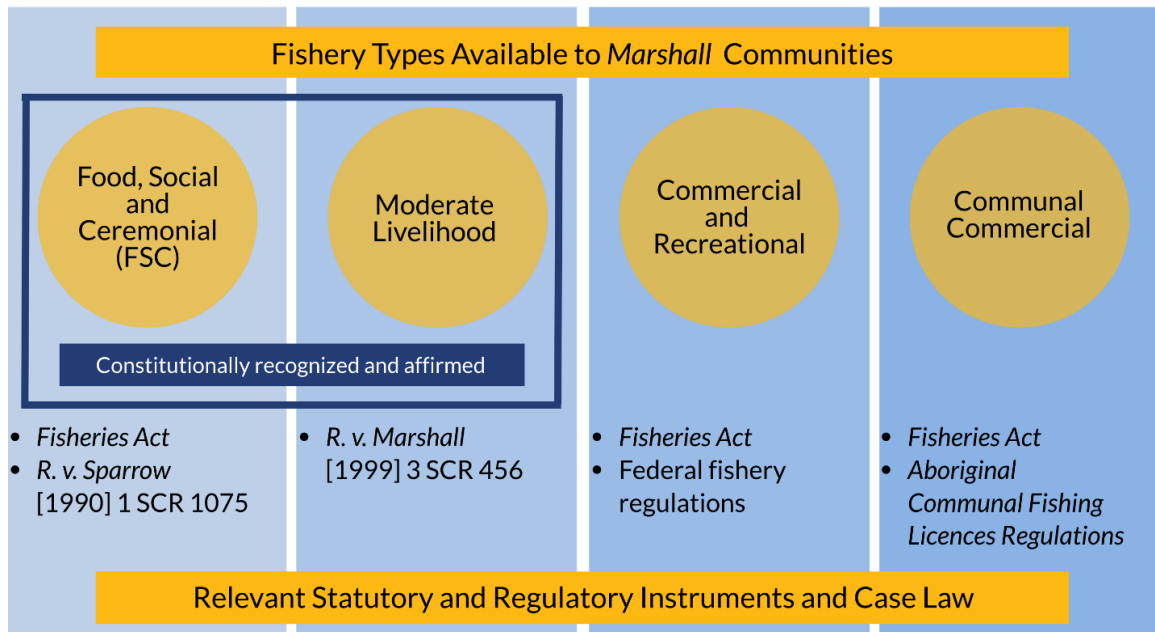 Fishery Types Available to Marshall Communities
Food, Social
and
Ceremonial
(FSC)
Moderate
Livelihood
Constitutionally recognized and affirmed
Commercial
and
Recreational
Communal
Commercial
• Fisheries Act
• R. v. Sparrow
[1990] 1 SCR 1075
• R. v. Marshall
[1999] 3 SCR 456
• Fisheries Act
• Federal fishery
regulations
• Fisheries Act
• Aboriginal
Communal Fishing
Licences Regulations
Relevant Statutory and Regulatory Instruments and Case Law